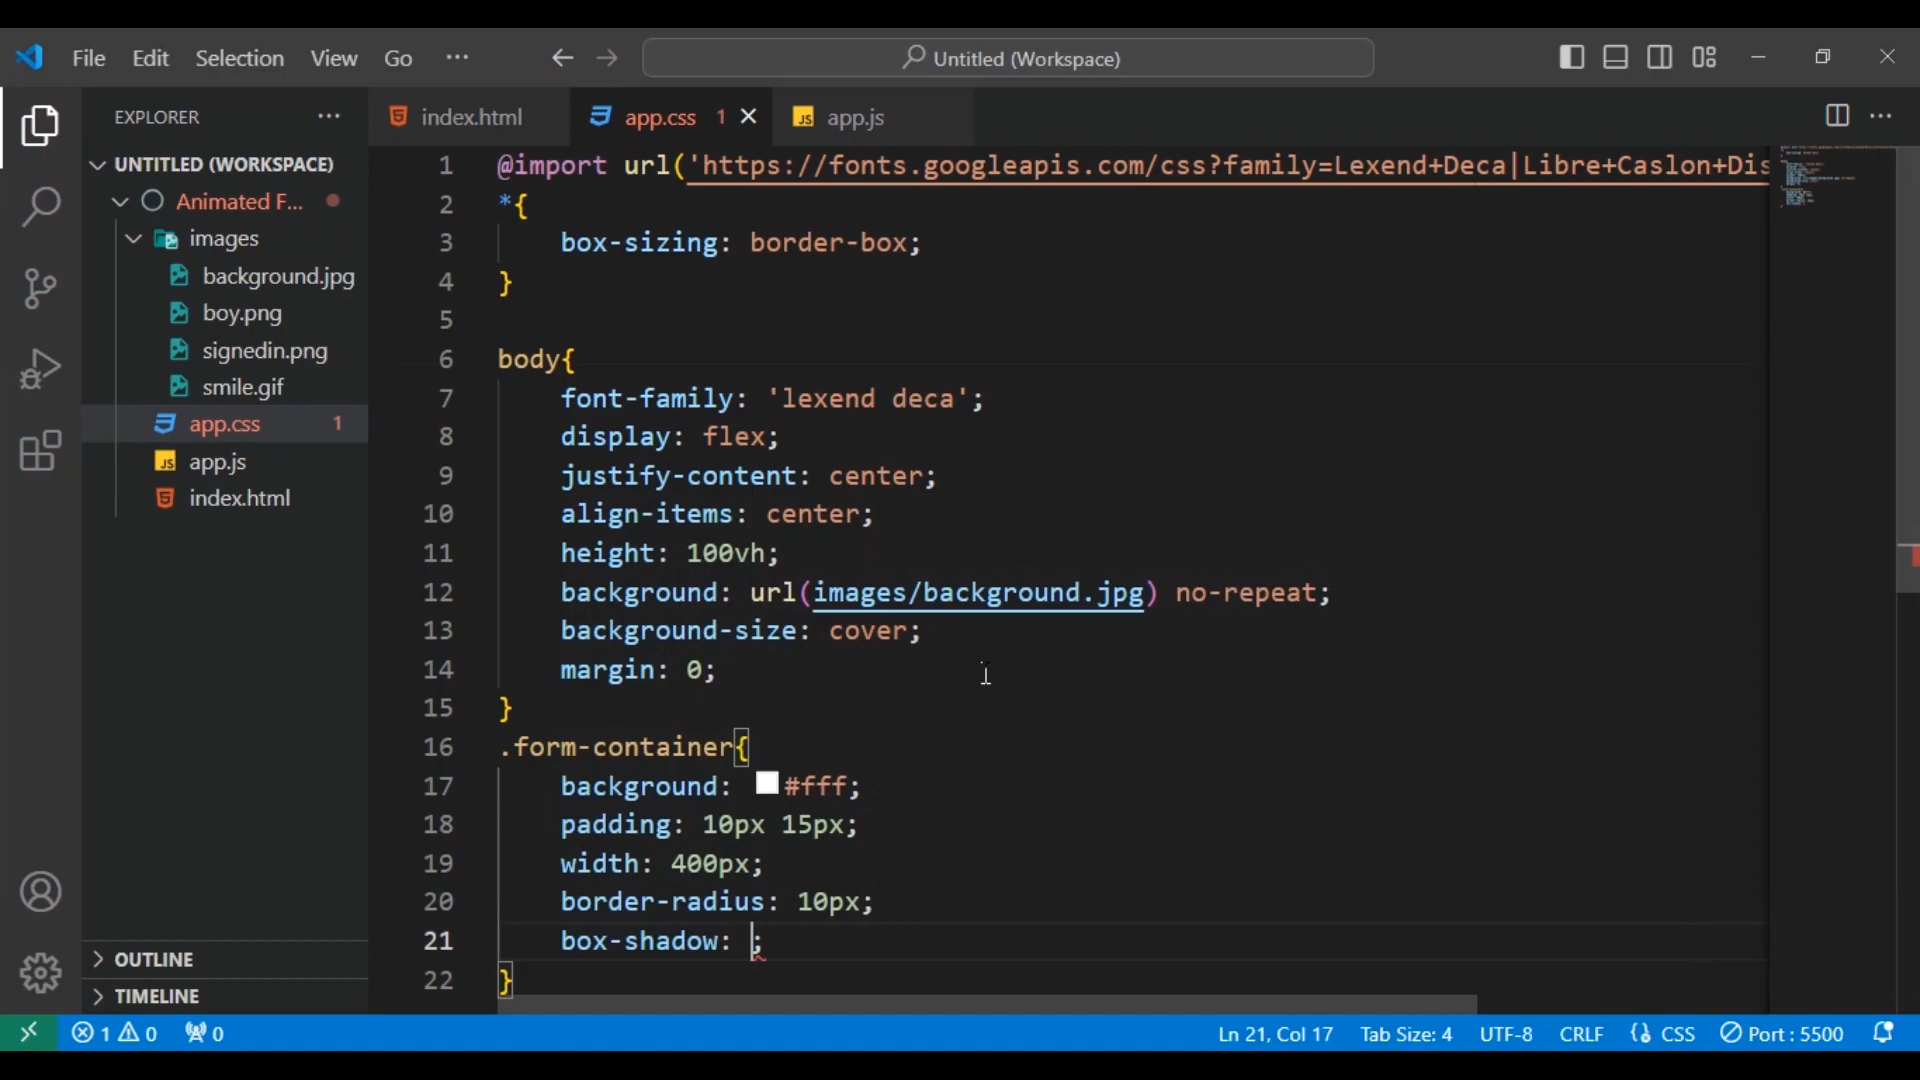 File Edit Selection View Go ··· Untitled (Workspace)
EXPLORER ···
index.html app.css 1 app.js ···
UNTITLED (WORKSPACE)
Animated F...
images
background.jpg
boy.png
signedin.png
smile.gif
app.css 1
app.js
index.html
OUTLINE
TIMELINE
1 @import url('https://fonts.googleapis.com/css?family=Lexend+Deca|Libre+Caslon+Dis
2 *{
3 box-sizing: border-box;
4 }
5
6 body{
7 font-family: 'lexend deca';
8 display: flex;
9 justify-content: center;
10 align-items: center;
11 height: 100vh;
12 background: url(images/background.jpg) no-repeat;
13 background-size: cover;
14 margin: 0;
15 }
16 .form-container{
17 background: #fff;
18 padding: 10px 15px;
19 width: 400px;
20 border-radius: 10px;
21 box-shadow: ;
22 }
1 0 0 Ln 21, Col 17 Tab Size: 4 UTF-8 CRLF CSS Port : 5500